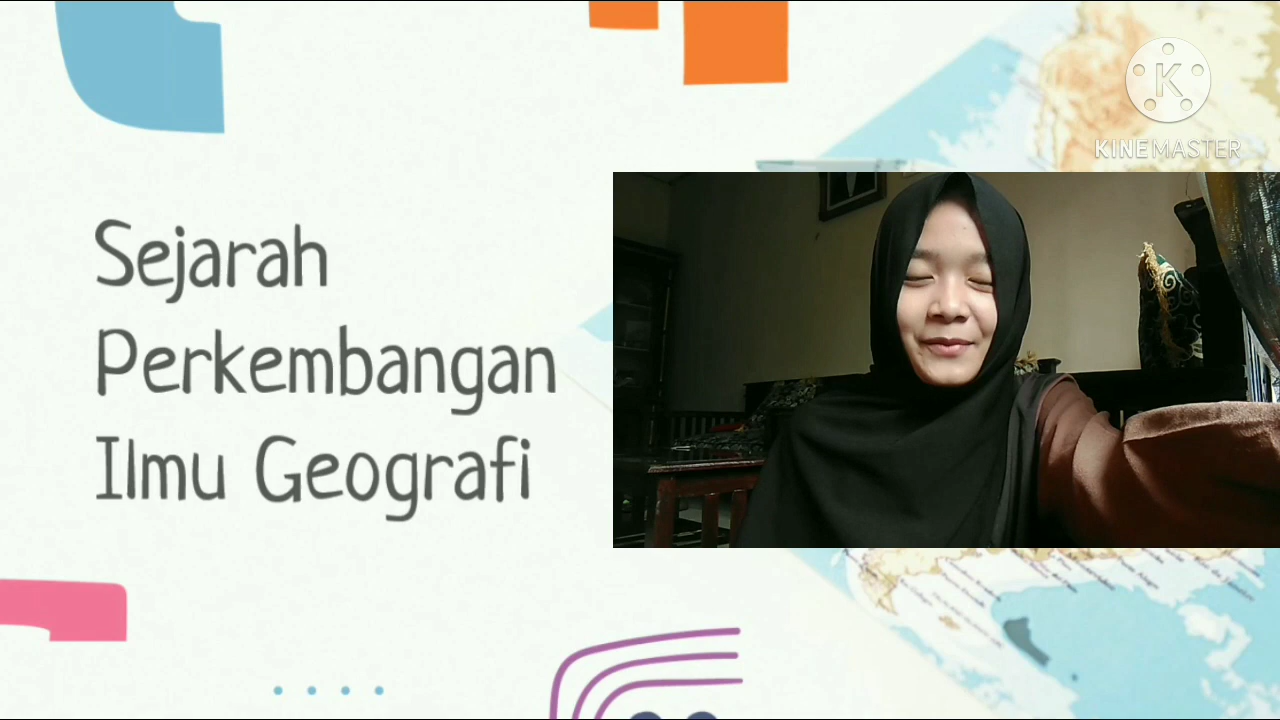 Sejarah
Perkembangan
Ilmu Geografi
K
KINEMASTER